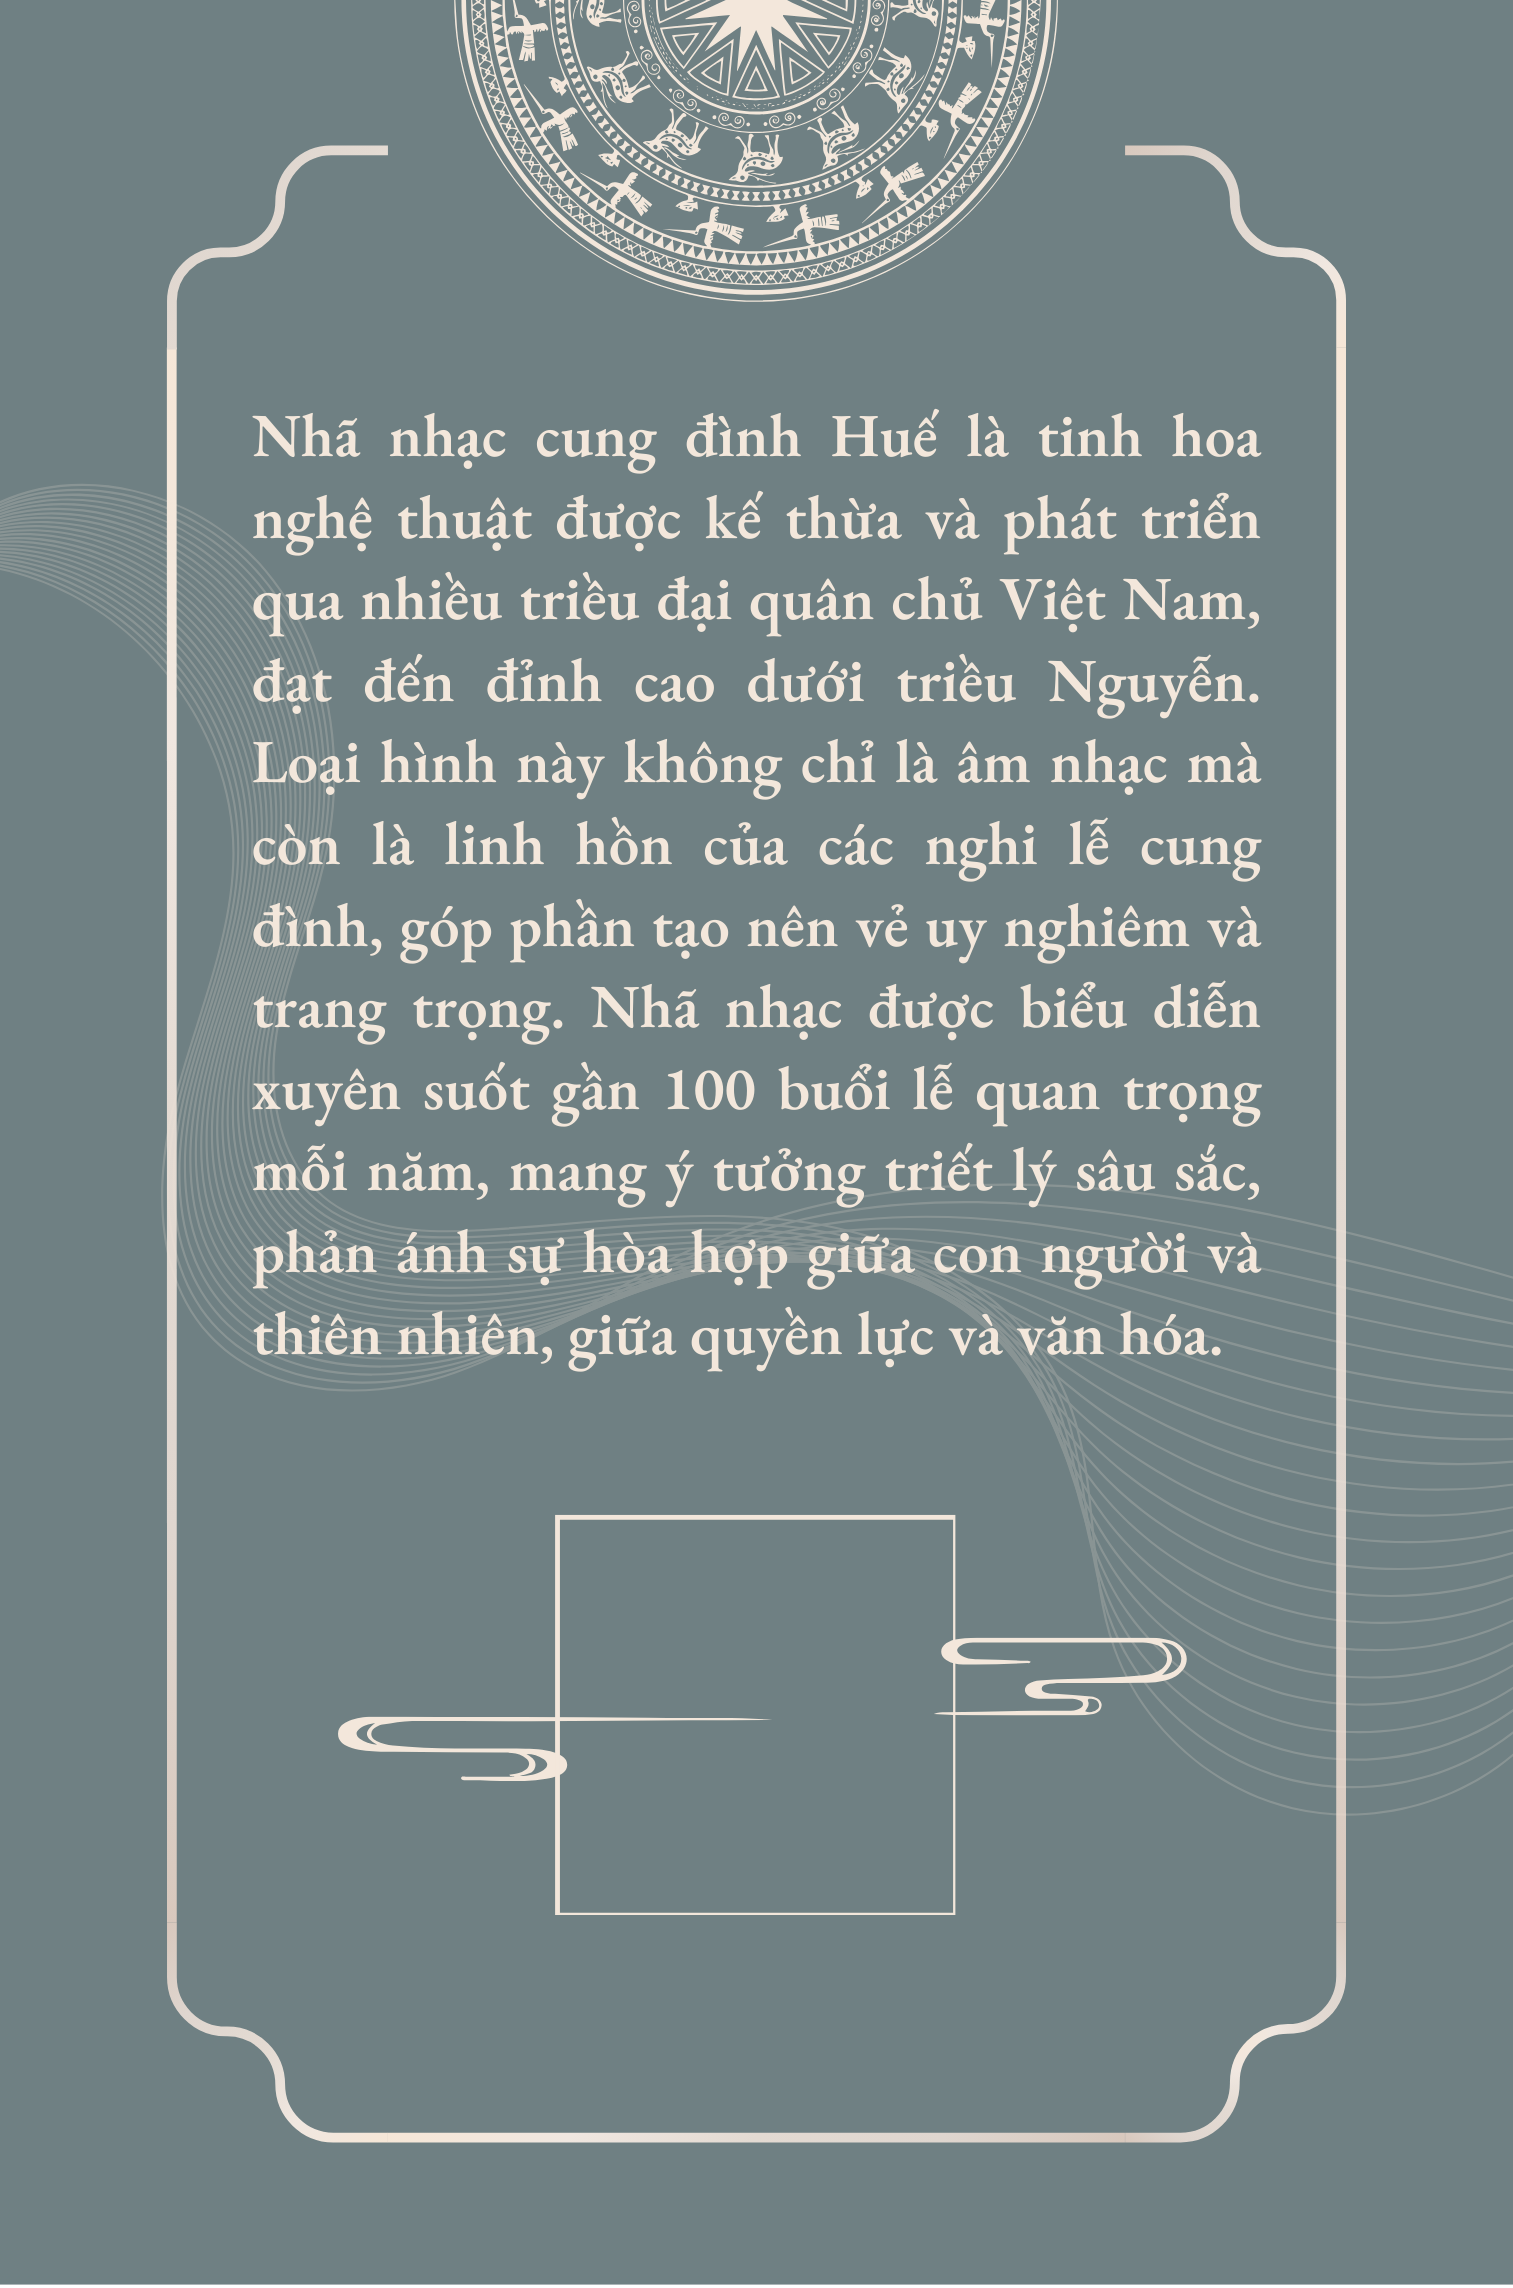 Nhã nhạc cung đình Huế là tinh hoa
nghệ thuật được kế thừa và phát triển
qua nhiều triều đại quân chủ Việt Nam,
đạt đến đỉnh cao dưới triều Nguyễn.
Loại hình này không chỉ là âm nhạc mà
còn là linh hồn của các nghi lễ cung
đình, góp phần tạo nên vẻ uy nghiêm và
trang trọng. Nhã nhạc được biểu diễn
xuyên suốt gần 100 buổi lễ quan trọng
mỗi năm, mang ý tưởng triết lý sâu sắc,
phản ánh sự hòa hợp giữa con người và
thiên nhiên, giữa quyền lực và văn hóa.